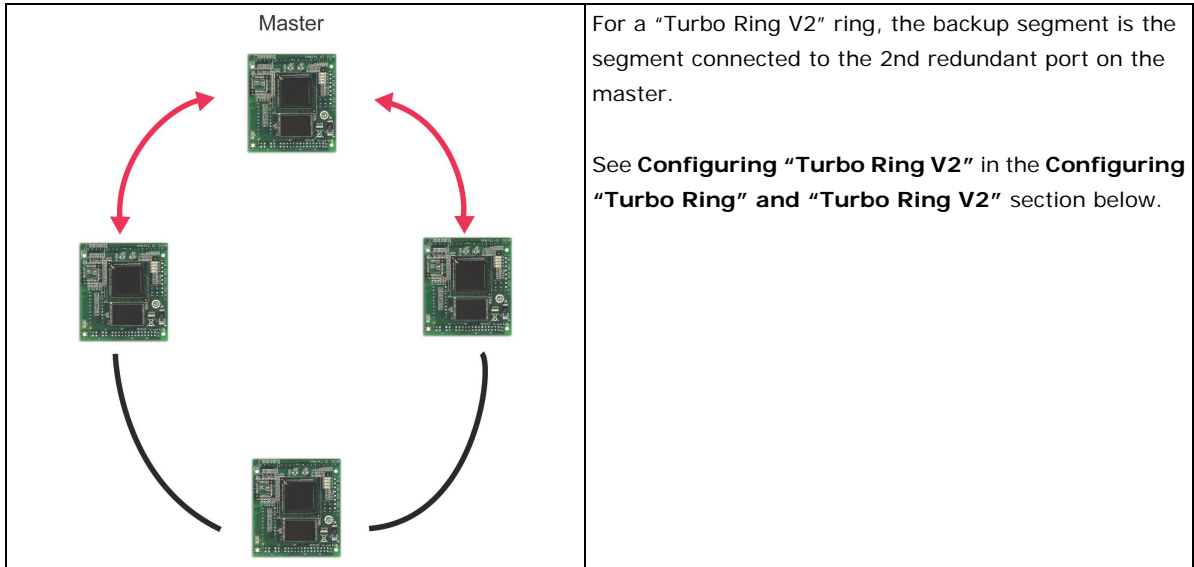 Master
For a “Turbo Ring V2” ring, the backup segment is the
segment connected to the 2nd redundant port on the
master.
See Configuring “Turbo Ring V2” in the Configuring
“Turbo Ring” and “Turbo Ring V2” section below.